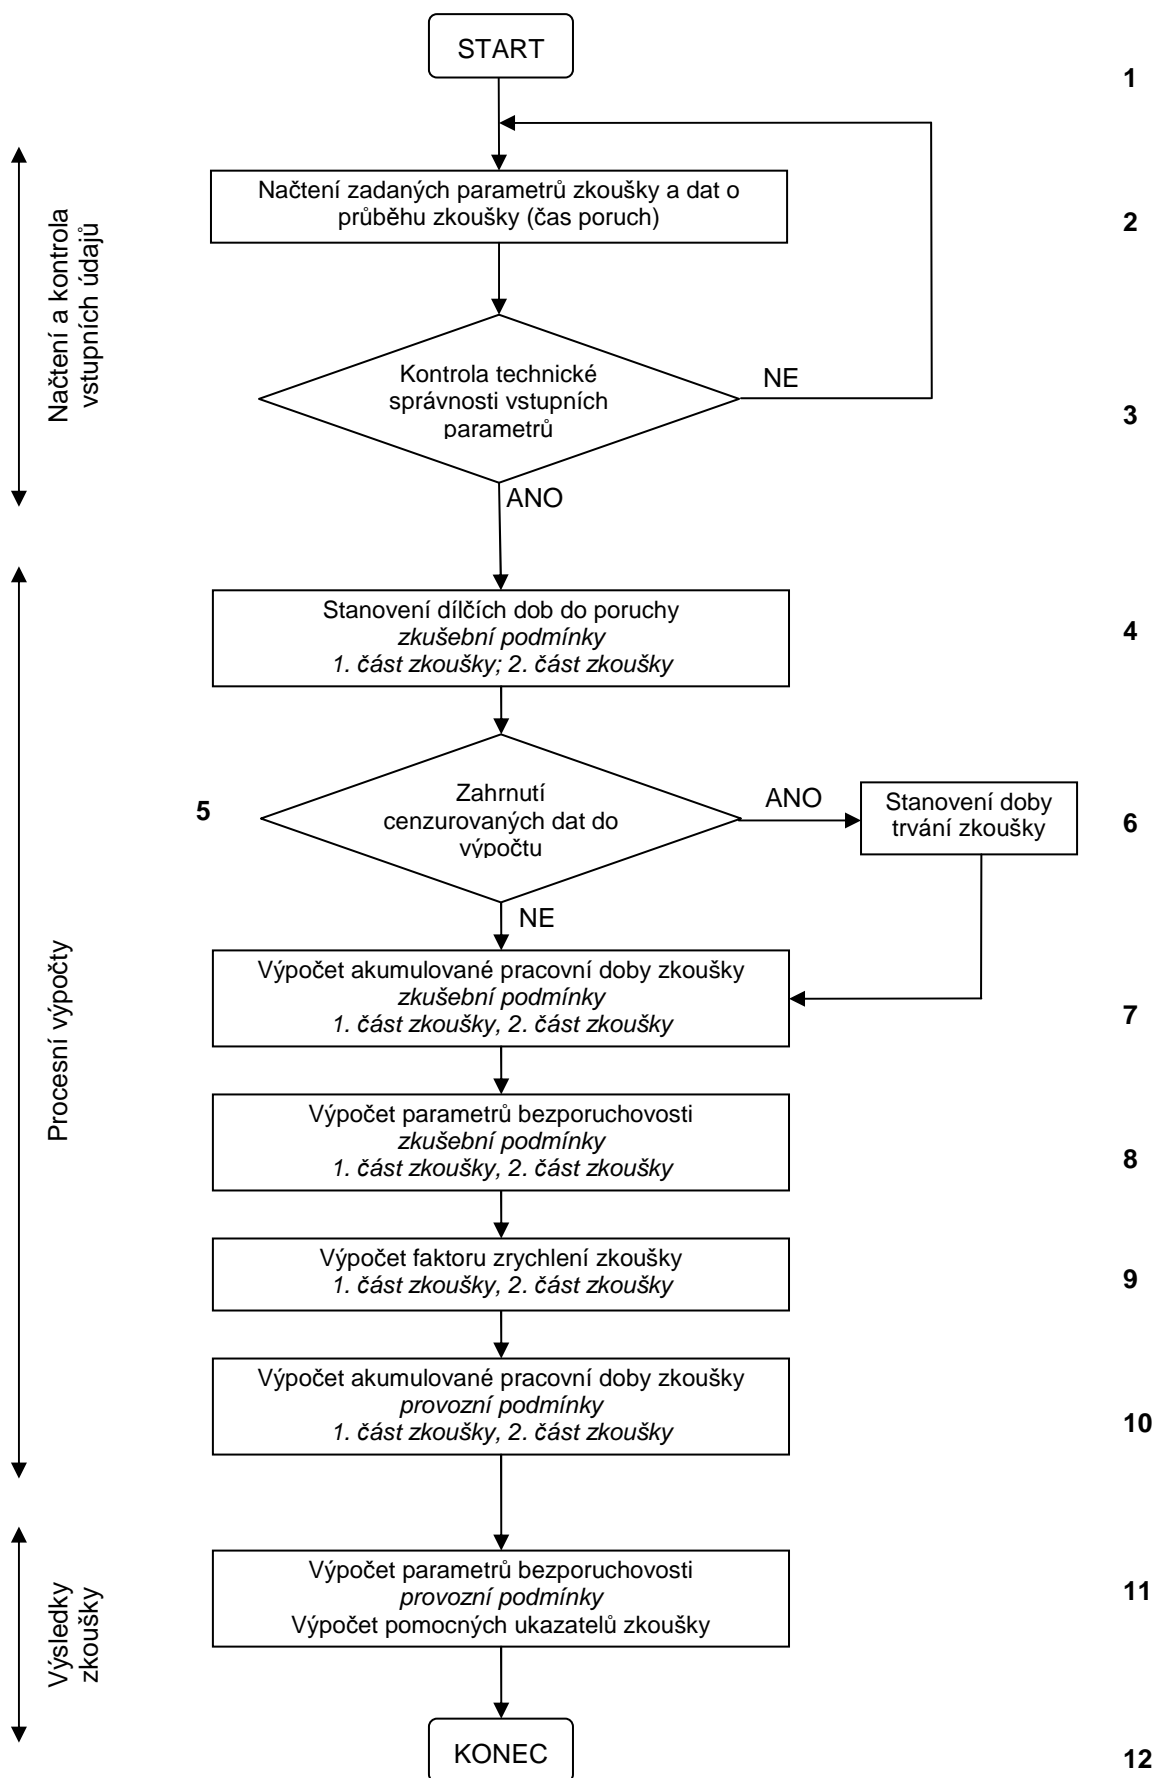 START
1
Načtení zadaných parametrů zkoušky a dat o
průběhu zkoušky (čas poruch)
2
Načtení a kontrola
vstupních údajů
Kontrola technické
správnosti vstupních
parametrů
NE
3
ANO
Stanovení dílčích dob do poruchy
zkušební podmínky
1. část zkoušky; 2. část zkoušky
4
5
Zahrnutí
cenzurovaných dat do
výpočtu
ANO
Stanovení doby
trvání zkoušky
6
NE
Procesní výpočty
Výpočet akumulované pracovní doby zkoušky
zkušební podmínky
1. část zkoušky, 2. část zkoušky
7
Výpočet parametrů bezporuchovosti
zkušební podmínky
1. část zkoušky, 2. část zkoušky
8
Výpočet faktoru zrychlení zkoušky
1. část zkoušky, 2. část zkoušky
9
Výpočet akumulované pracovní doby zkoušky
provozní podmínky
1. část zkoušky, 2. část zkoušky
10
Výsledky
zkoušky
Výpočet parametrů bezporuchovosti
provozní podmínky
Výpočet pomocných ukazatelů zkoušky
11
KONEC
12